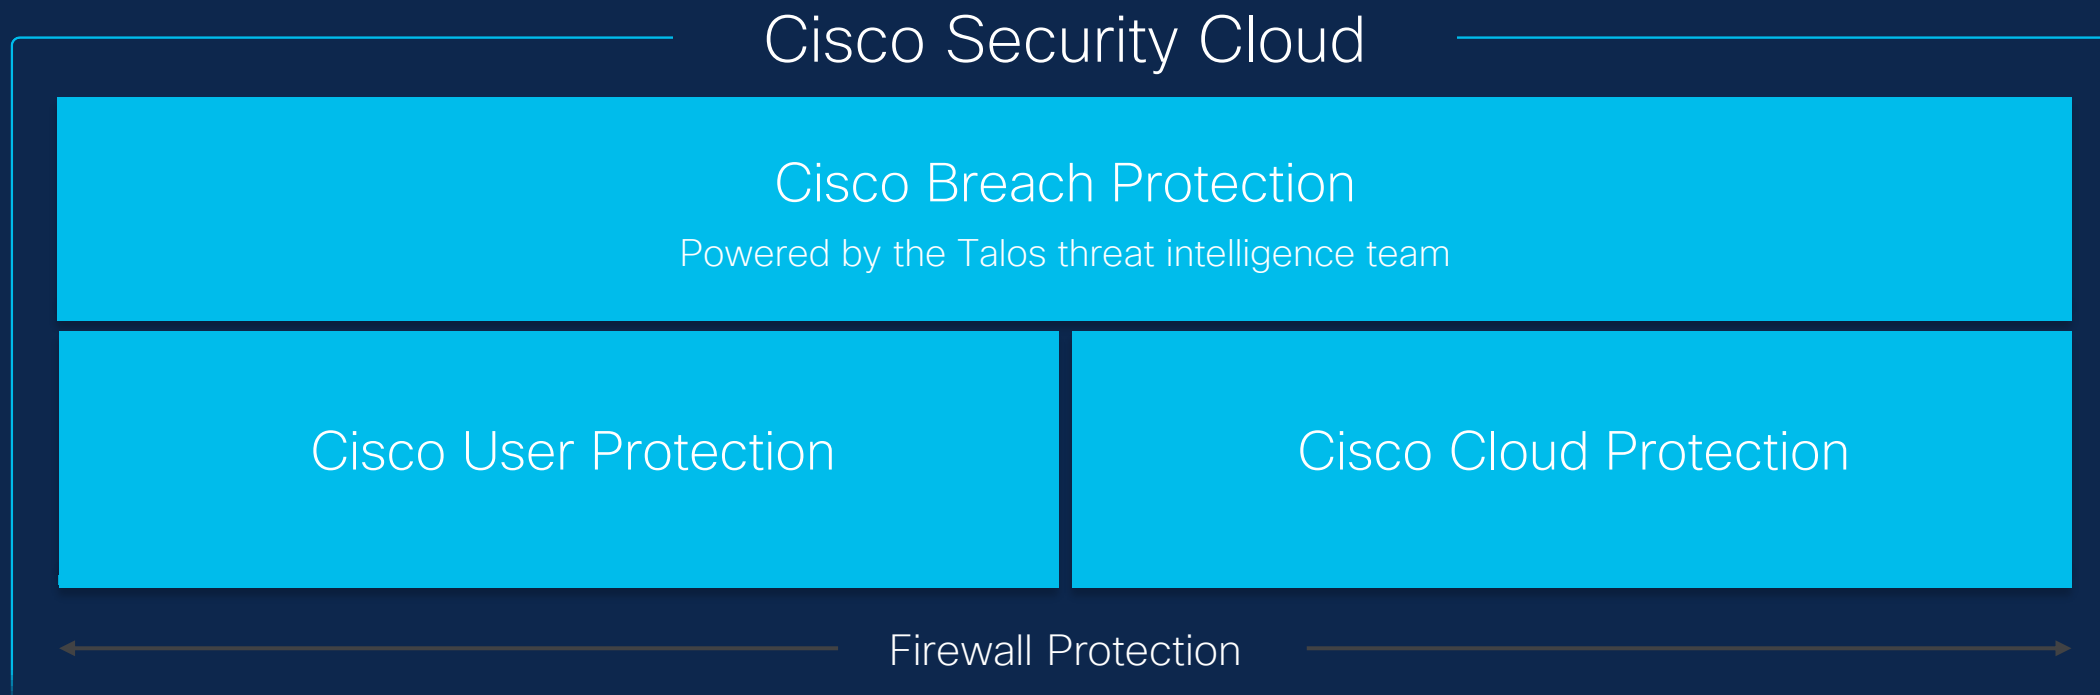 Cisco Security Cloud
Cisco Breach Protection
Powered by the Talos threat intelligence team
Cisco User Protection
Cisco Cloud Protection
Firewall Protection